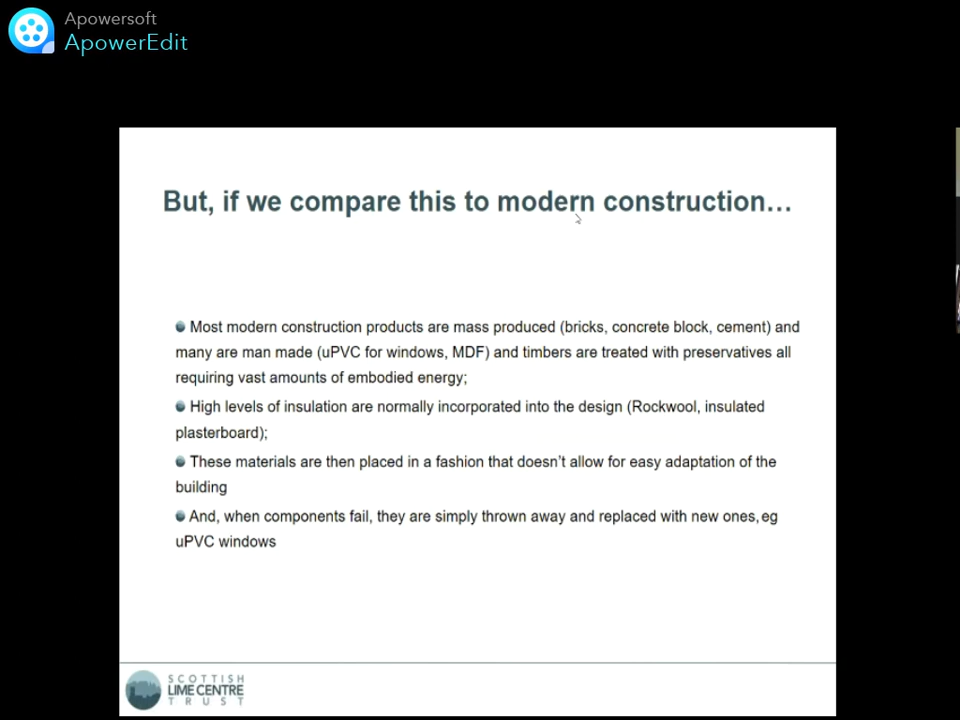 Apowersoft
ApowerEdit
But, if we compare this to modern construction…
Most modern construction products are mass produced (bricks, concrete block, cement) and
many are man made (uPVC for windows, MDF) and timbers are treated with preservatives all
requiring vast amounts of embodied energy;
High levels of insulation are normally incorporated into the design (Rockwool, insulated
plasterboard);
These materials are then placed in a fashion that doesn't allow for easy adaptation of the
building
And, when components fail, they are simply thrown away and replaced with new ones, eg
uPVC windows
SCOTTISH
LIME CENTRE
TRUST